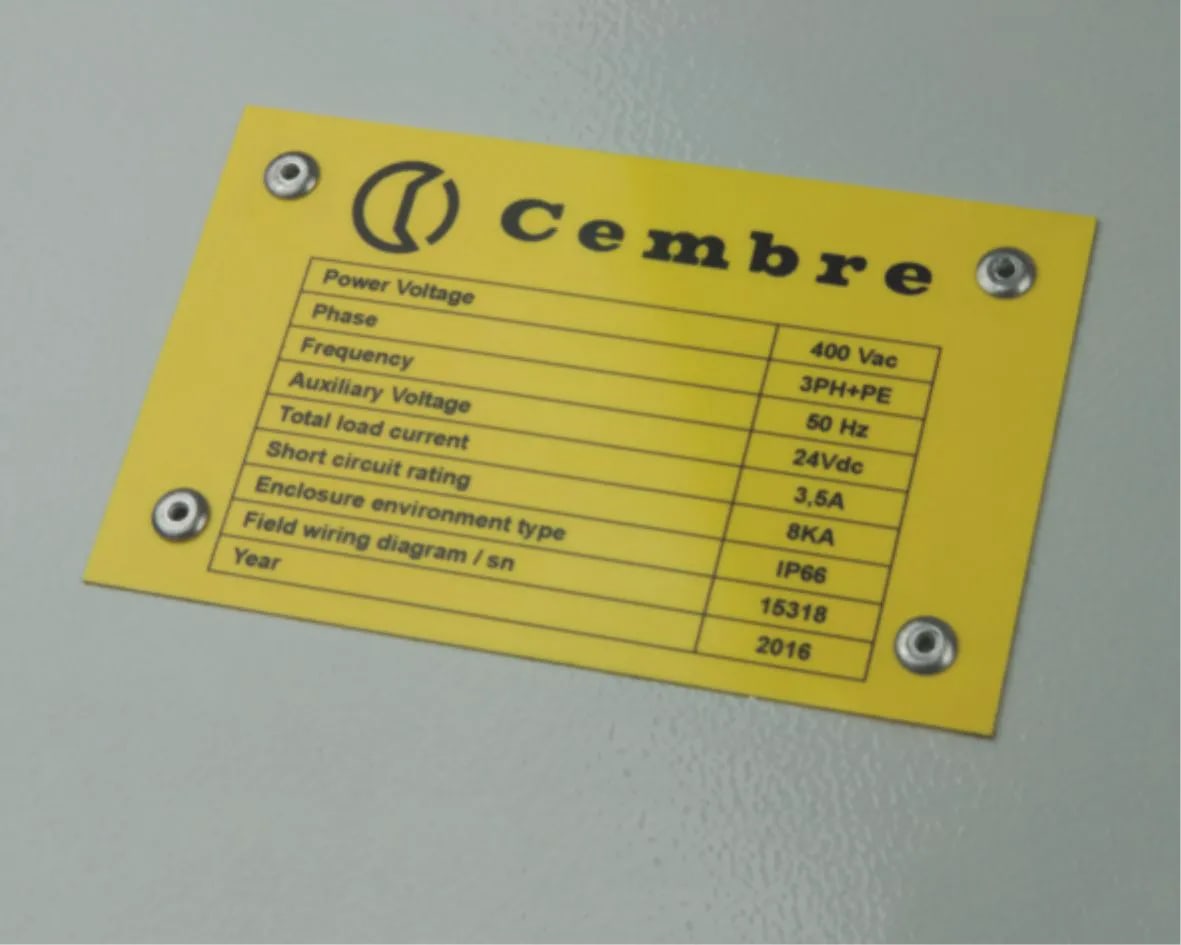 Cembre
Power Voltage 400 Vac
Phase 3PH+PE
Frequency 50 Hz
Auxiliary Voltage 24Vdc
Total load current 3,5A
Short circuit rating 8KA
Enclosure environment type IP66
Field wiring diagram / sn 15318
Year 2016